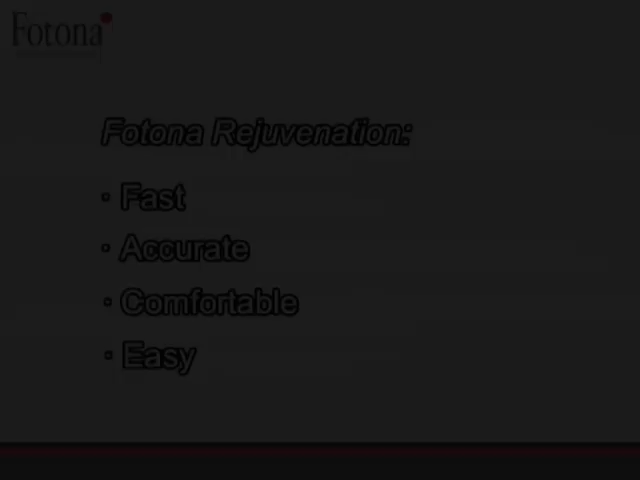 Fotona
Fotona Rejuvenation:
• Fast
• Accurate
• Comfortable
• Easy